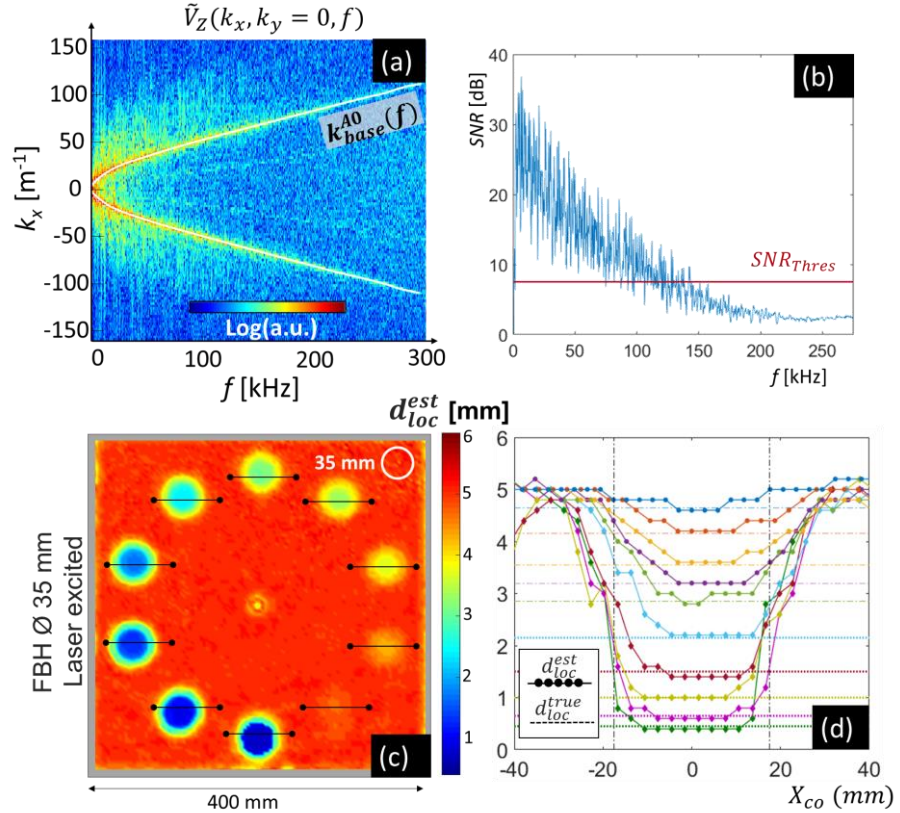 Ṽ_Z(k_x, k_y = 0, f)
(a)
150
100
50
0
-50
-100
-150
k_x [m⁻¹]
k_base^A0(f)
Log(a.u.)
0 100 200 300
f [kHz]
(b)
SNR [dB]
40
30
20
10
0
SNR_Thres
0 50 100 150 200 250
f [kHz]
d_loc^est [mm]
FBH Ø 35 mm
Laser excited
35 mm
(c)
6
5
4
3
2
1
400 mm
6
5
4
3
2
1
0
d_loc^est
d_loc^true
(d)
-40 -20 0 20 40
X_co (mm)